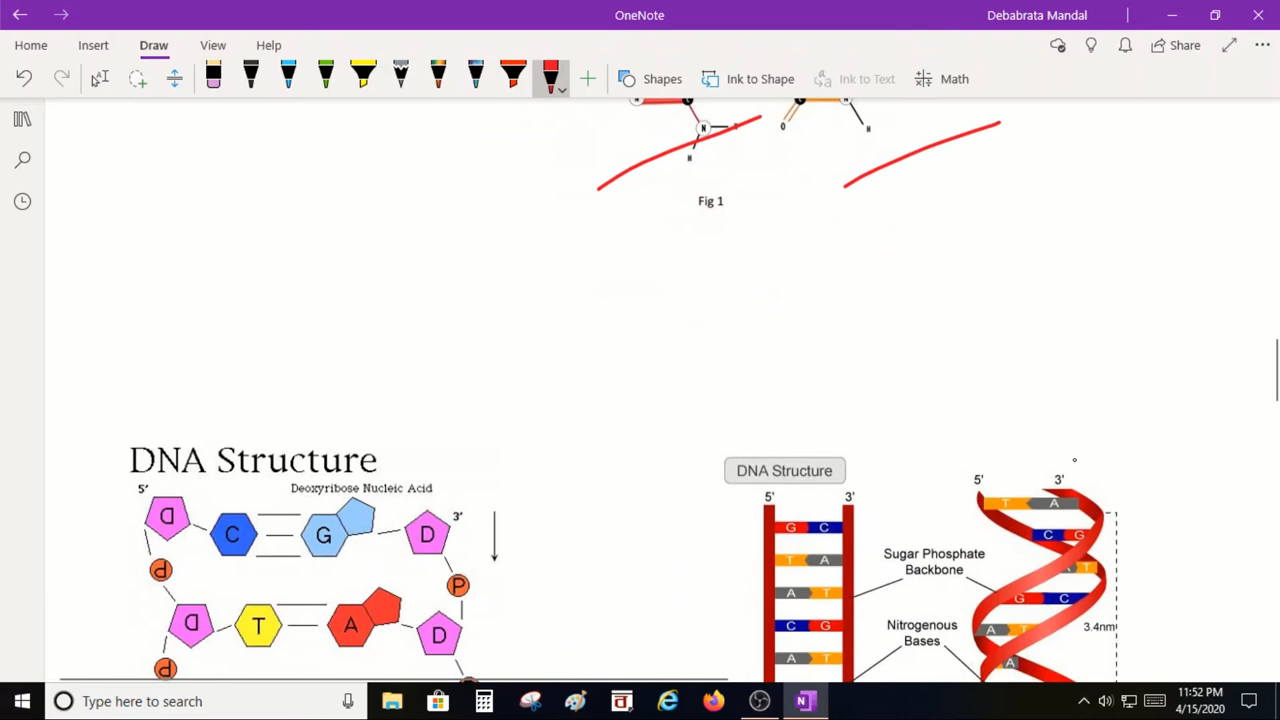 OneNote
Debabrata Mandal
Home Insert Draw View Help
Share
Shapes Ink to Shape Ink to Text Math
N
O H
H
Fig 1
DNA Structure
5' Deoxyribose Nucleic Acid
D C G D 3'
P P
D T A D
P
DNA Structure
5' 3'
G C
T A
A T
C G
A T
Sugar Phosphate
Backbone
Nitrogenous
Bases
5' 3'
T A
C G
A T
G C
A T
A
3.4nm
Type here to search
11:52 PM
4/15/2020